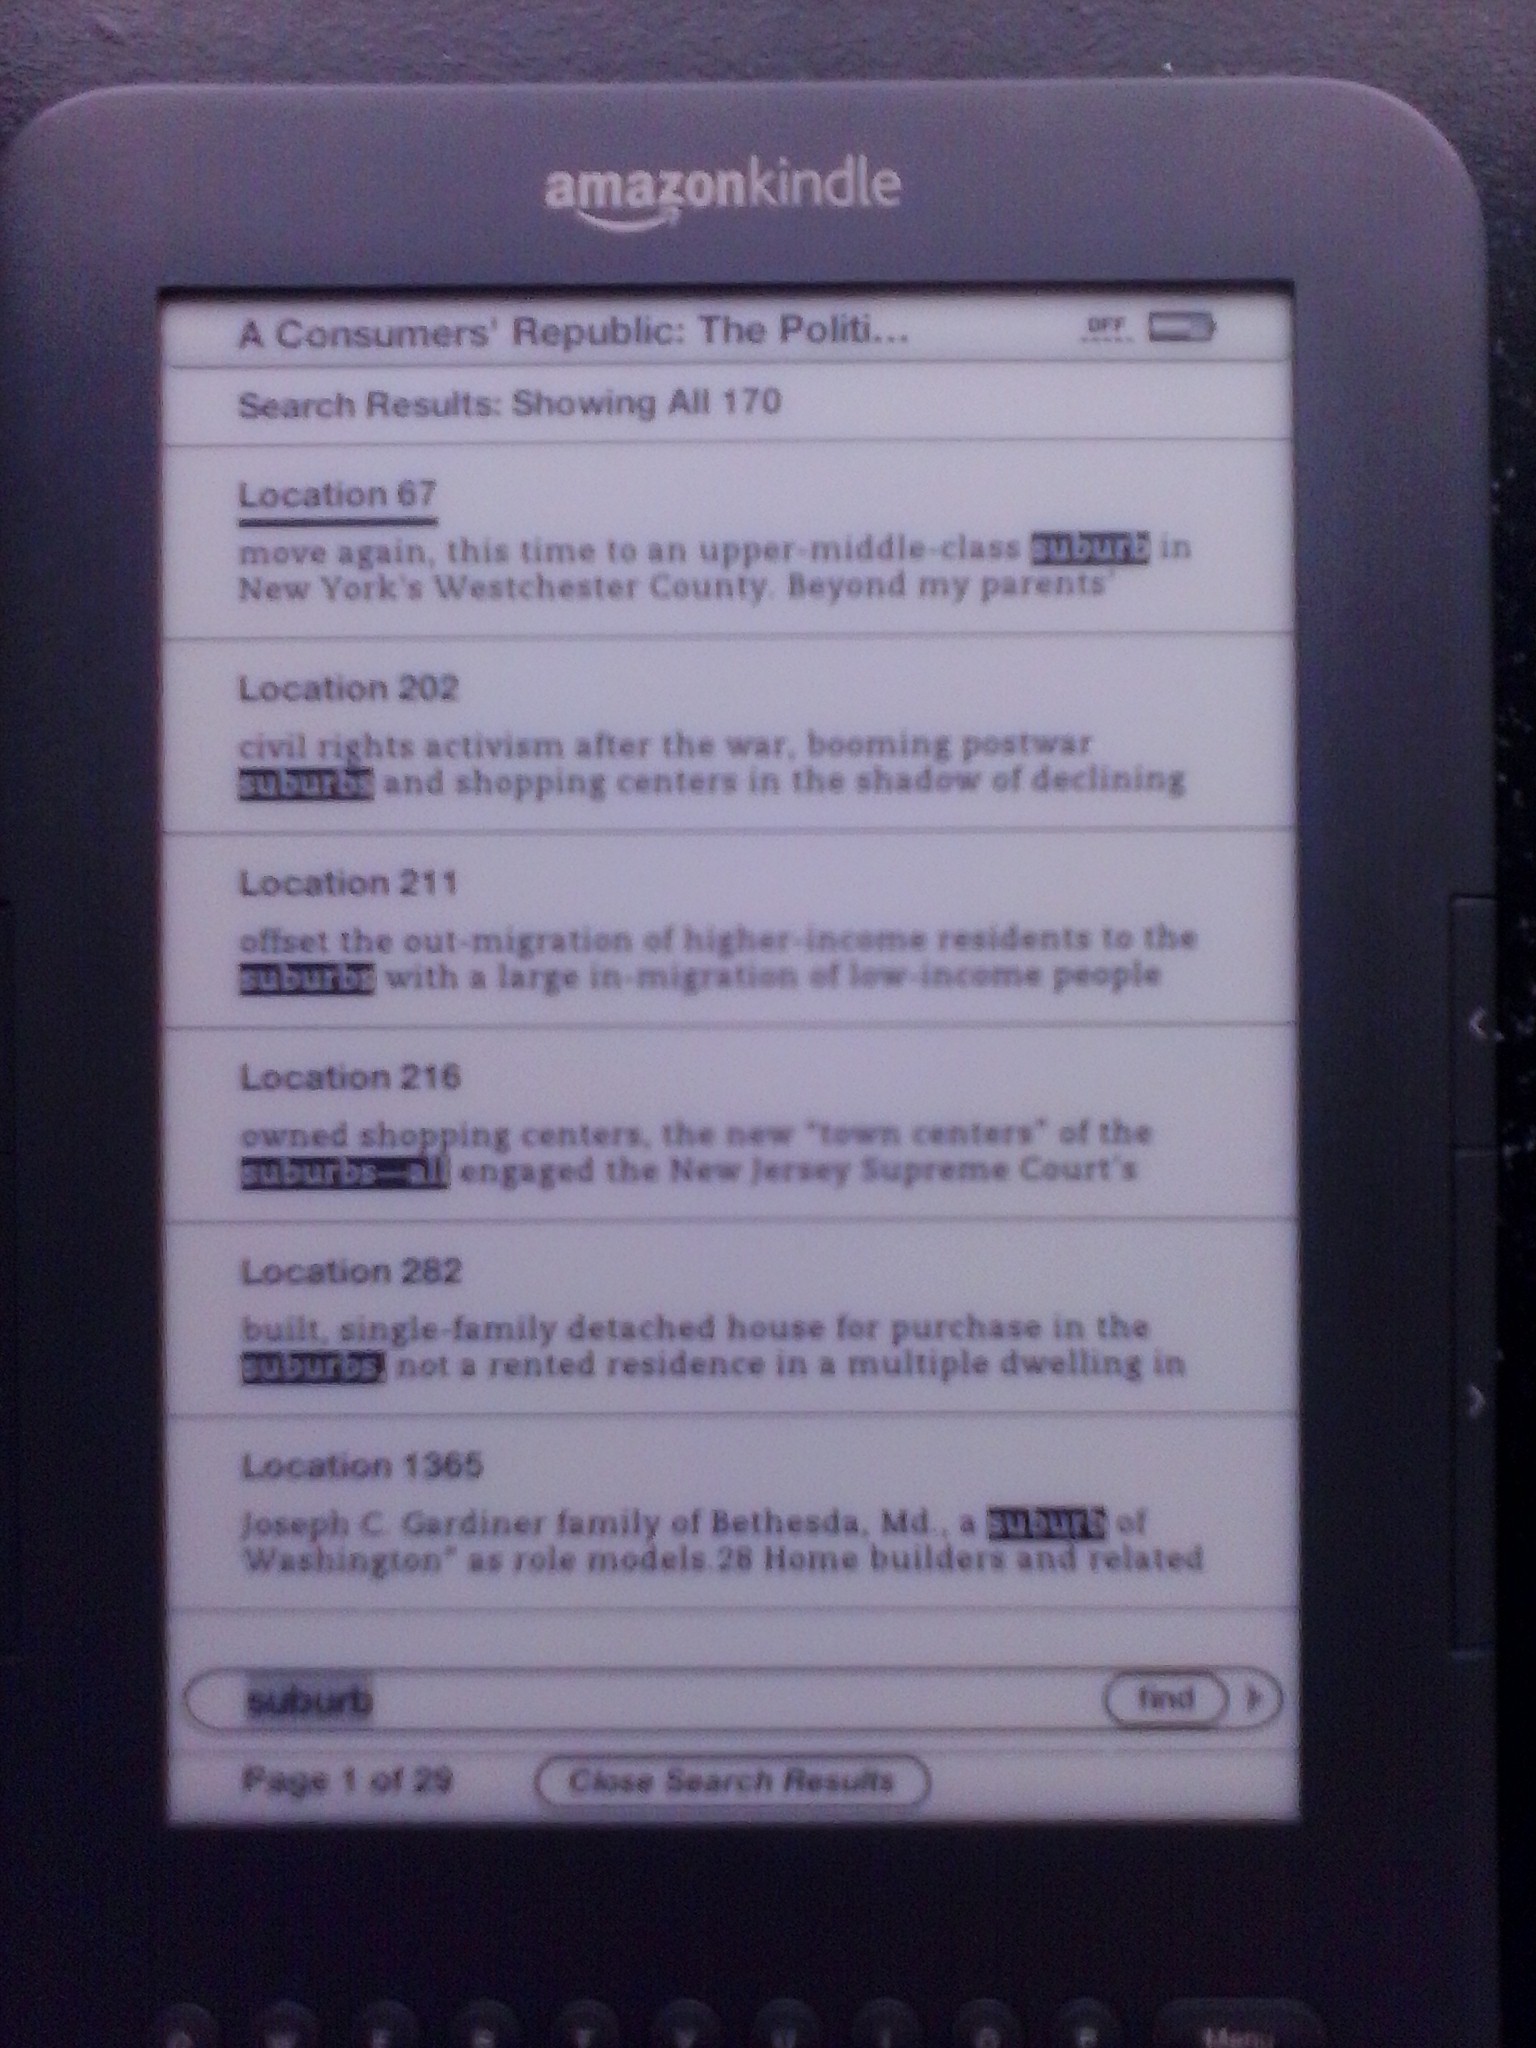 amazonkindle
A Consumers' Republic: The Politi...
OFF
Search Results: Showing All 170
Location 67
move again, this time to an upper-middle-class suburb in
New York's Westchester County. Beyond my parents'
Location 202
civil rights activism after the war, booming postwar
suburbs and shopping centers in the shadow of declining
Location 211
offset the out-migration of higher-income residents to the
suburbs with a large in-migration of low-income people
Location 216
owned shopping centers, the new "town centers" of the
suburbs—all engaged the New Jersey Supreme Court's
Location 282
built, single-family detached house for purchase in the
suburbs, not a rented residence in a multiple dwelling in
Location 1365
Joseph C. Gardiner family of Bethesda, Md., a suburb of
Washington" as role models.28 Home builders and related
suburb
find
Page 1 of 29
Close Search Results
Q W E R T Y U I O P Menu